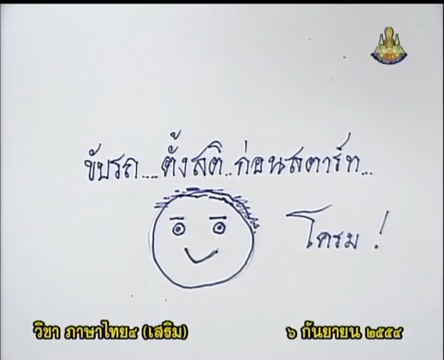 ขับรถ....ตั้งสติ..ก่อนสตาร์ท...
โครม !
วิชา ภาษาไทย๔ (เสริม)
๖ กันยายน ๒๕๕๔